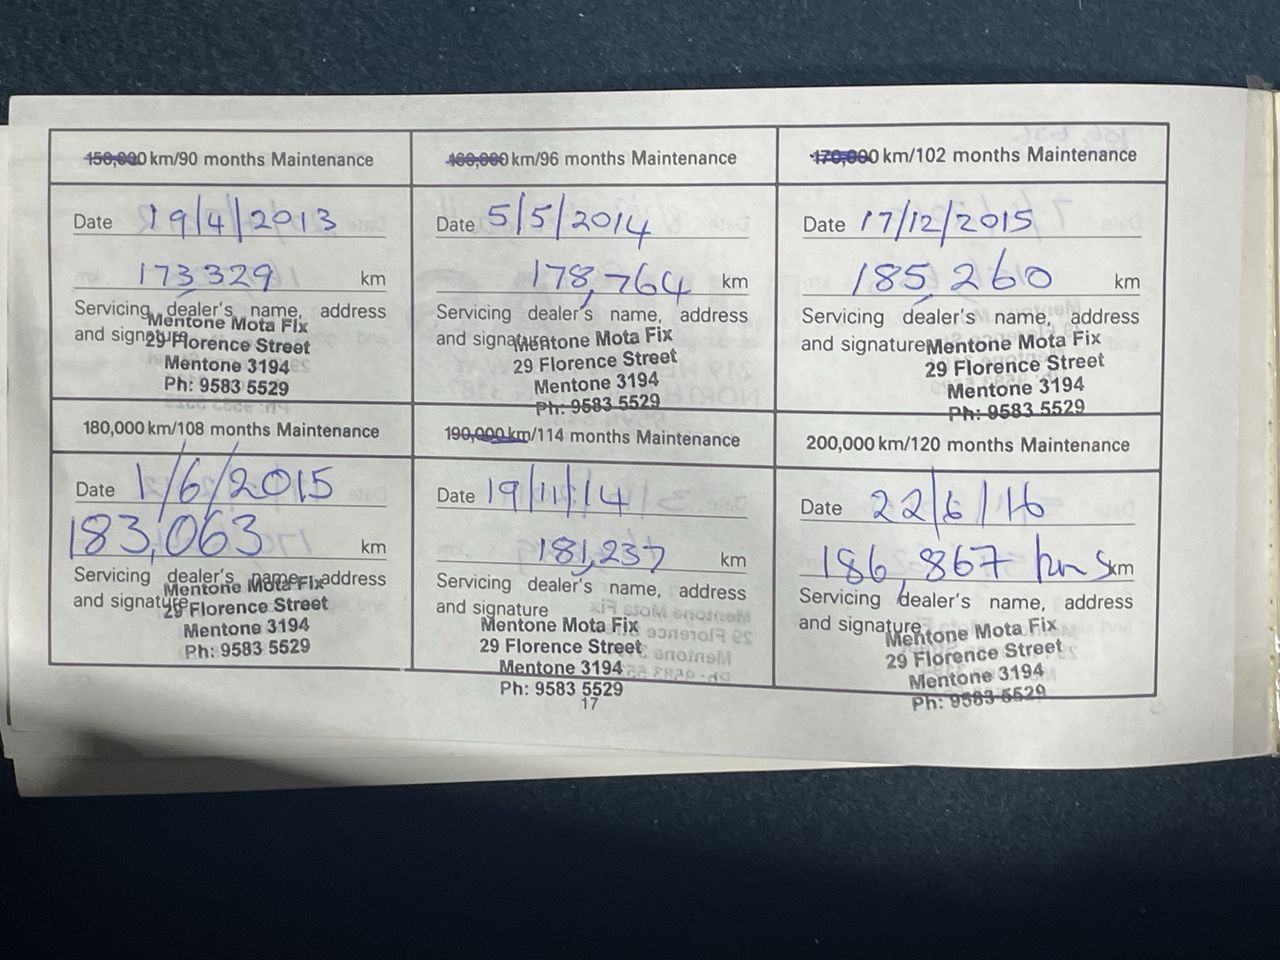 150,000 km/90 months Maintenance
Date 19/4/2013
173,329 km
Servicing dealer's name, address
and signature
Mentone Mota Fix
29 Florence Street
Mentone 3194
Ph: 9583 5529
160,000 km/96 months Maintenance
Date 5/5/2014
178,764 km
Servicing dealer's name, address
and signature
Mentone Mota Fix
29 Florence Street
Mentone 3194
Ph: 9583 5529
170,000 km/102 months Maintenance
Date 17/12/2015
185,260 km
Servicing dealer's name, address
and signature
Mentone Mota Fix
29 Florence Street
Mentone 3194
Ph: 9583 5529
180,000 km/108 months Maintenance
Date 1/6/2015
183,063 km
Servicing dealer's name, address
and signature
Mentone Mota Fix
29 Florence Street
Mentone 3194
Ph: 9583 5529
190,000 km/114 months Maintenance
Date 19/11/14
181,237 km
Servicing dealer's name, address
and signature
Mentone Mota Fix
29 Florence Street
Mentone 3194
Ph: 9583 5529
200,000 km/120 months Maintenance
Date 22/6/16
186,867 kms km
Servicing dealer's name, address
and signature
Mentone Mota Fix
29 Florence Street
Mentone 3194
Ph: 9583 5529
17